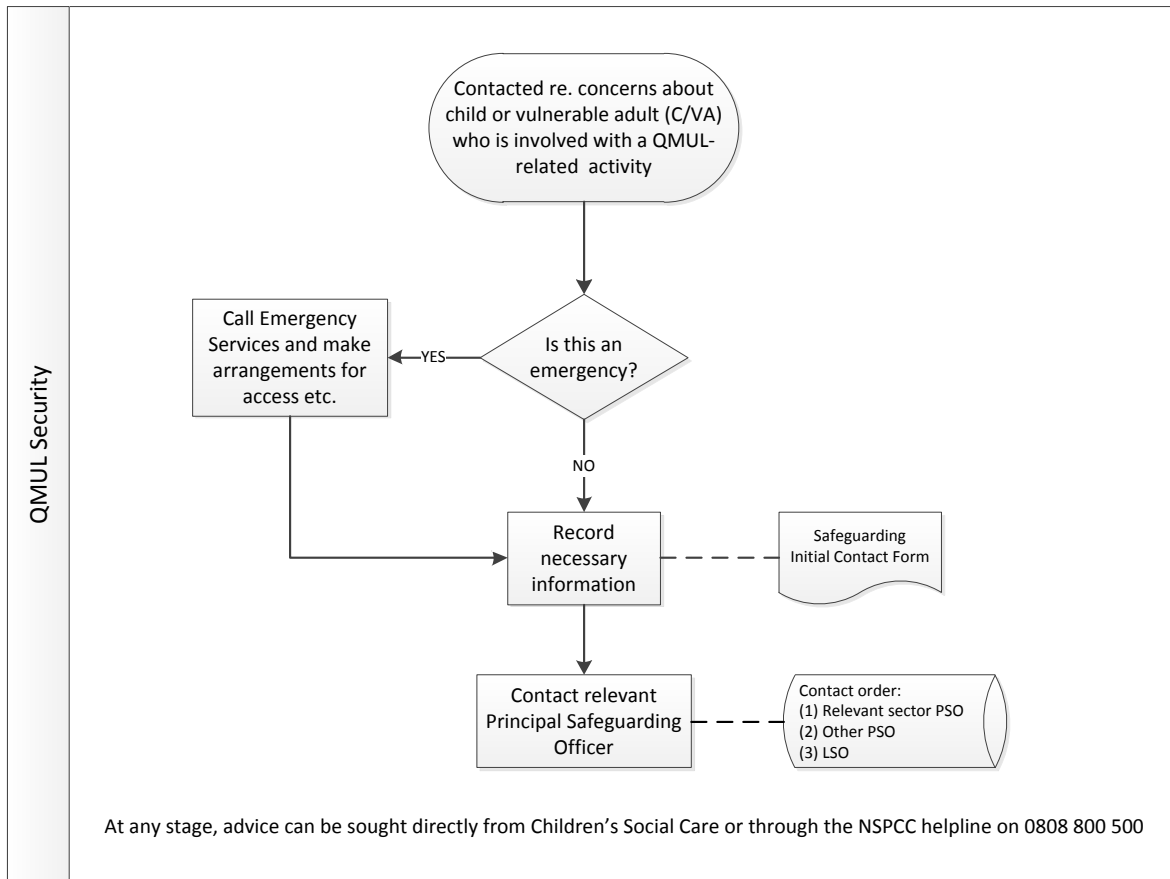 QMUL Security
Contacted re. concerns about
child or vulnerable adult (C/VA)
who is involved with a QMUL-
related activity
Is this an
emergency?
YES
Call Emergency
Services and make
arrangements for
access etc.
NO
Record
necessary
information
Safeguarding
Initial Contact Form
Contact relevant
Principal Safeguarding
Officer
Contact order:
(1) Relevant sector PSO
(2) Other PSO
(3) LSO
At any stage, advice can be sought directly from Children’s Social Care or through the NSPCC helpline on 0808 800 500